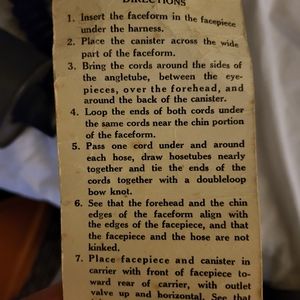 DIRECTIONS
1. Insert the faceform in the facepiece
under the harness.
2. Place the canister across the wide
part of the faceform.
3. Bring the cords around the sides of
the angletube, between the eye-
pieces, over the forehead, and
around the back of the canister.
4. Loop the ends of both cords under
the same cords near the chin portion
of the faceform.
5. Pass one cord under and around
each hose, draw hosetubes nearly
together and tie the ends of the
cords together with a doubleloop
bow knot.
6. See that the forehead and the chin
edges of the faceform align with
the edges of the facepiece, and that
the facepiece and the hose are not
kinked.
7. Place facepiece and canister in
carrier with front of facepiece to-
ward rear of carrier, with outlet
valve up and horizontal. See that